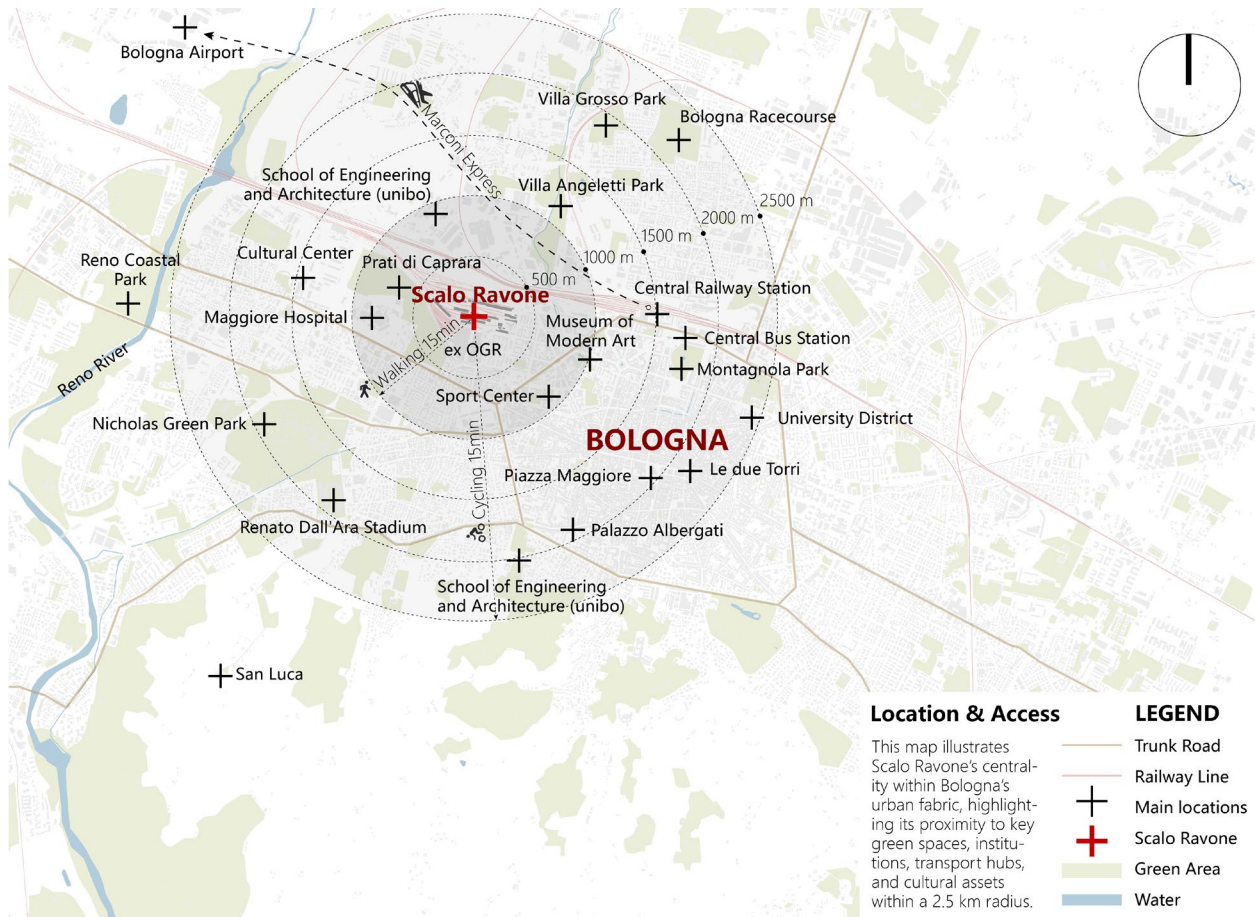 Bologna Airport
Marconi Express
Villa Grosso Park
Bologna Racecourse
School of Engineering
and Architecture (unibo)
Villa Angeletti Park
2500 m
2000 m
1500 m
1000 m
500 m
Reno Coastal
Park
Cultural Center
Prati di Caprara
Scalo Ravone
Central Railway Station
Maggiore Hospital
Museum of
Modern Art
Central Bus Station
ex OGR
Walking 15min
Reno River
Montagnola Park
Sport Center
Nicholas Green Park
University District
BOLOGNA
Cycling 15min
Piazza Maggiore
Le due Torri
Renato Dall'Ara Stadium
Palazzo Albergati
School of Engineering
and Architecture (unibo)
San Luca
Location & Access
This map illustrates
Scalo Ravone's central-
ity within Bologna's
urban fabric, highlight-
ing its proximity to key
green spaces, institu-
tions, transport hubs,
and cultural assets
within a 2.5 km radius.
LEGEND
Trunk Road
Railway Line
Main locations
Scalo Ravone
Green Area
Water